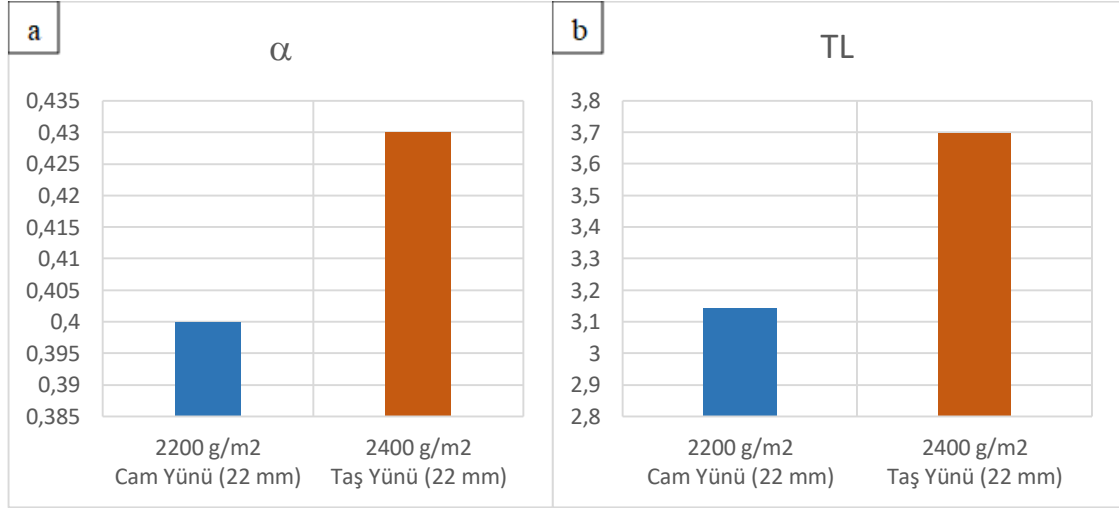 a
α
0,435
0,43
0,425
0,42
0,415
0,41
0,405
0,4
0,395
0,39
0,385
2200 g/m2
Cam Yünü (22 mm)
2400 g/m2
Taş Yünü (22 mm)
b
TL
3,8
3,7
3,6
3,5
3,4
3,3
3,2
3,1
3
2,9
2,8
2200 g/m2
Cam Yünü (22 mm)
2400 g/m2
Taş Yünü (22 mm)